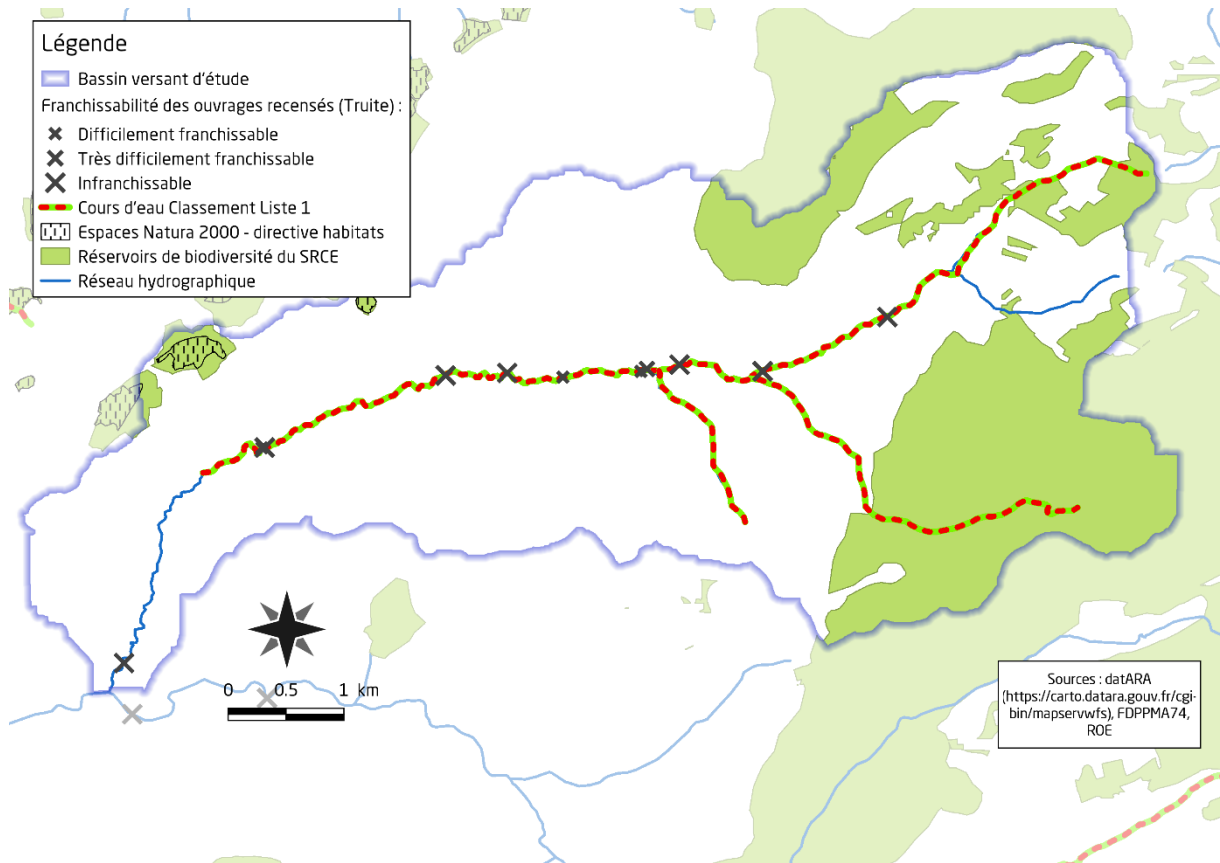 Légende
Bassin versant d'étude
Franchissabilité des ouvrages recensés (Truite) :
Difficilement franchissable
Très difficilement franchissable
Infranchissable
Cours d'eau Classement Liste 1
Espaces Natura 2000 - directive habitats
Réservoirs de biodiversité du SRCE
Réseau hydrographique
0 0.5 1 km
Sources : datARA
(https://carto.datara.gouv.fr/cgi-
bin/mapservwfs), FDPPMA74,
ROE